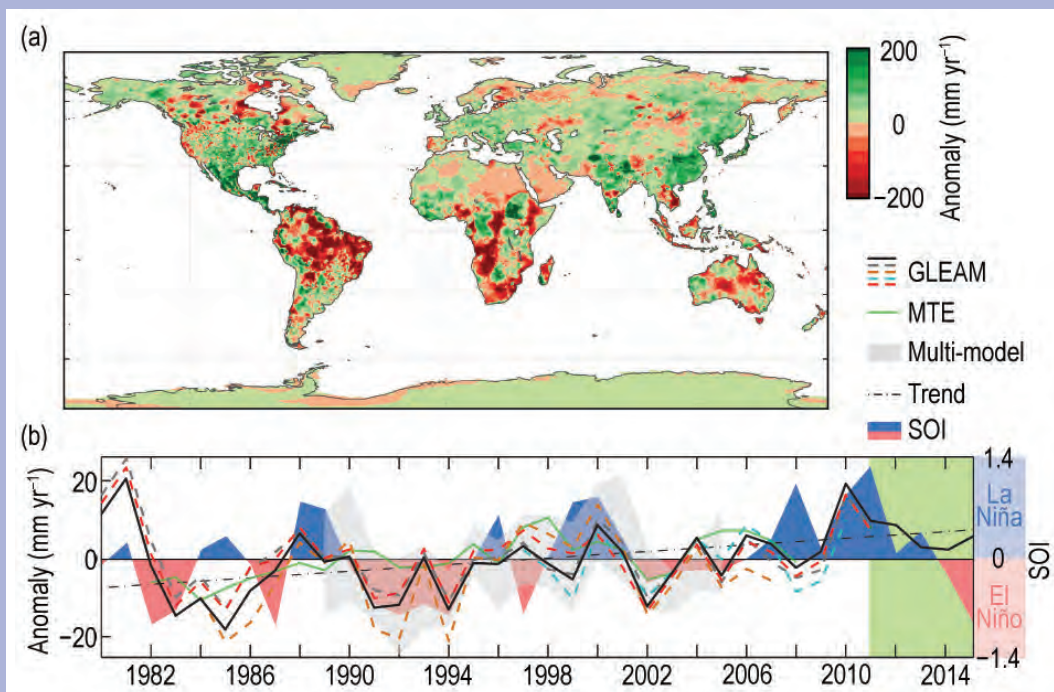 (a)
200
0
−200
Anomaly (mm yr⁻¹)
GLEAM
MTE
Multi-model
Trend
SOI
(b)
Anomaly (mm yr⁻¹)
20
0
−20
1.4
La
Niña
0
El
Niño
−1.4
SOI
1982 1986 1990 1994 1998 2002 2006 2010 2014